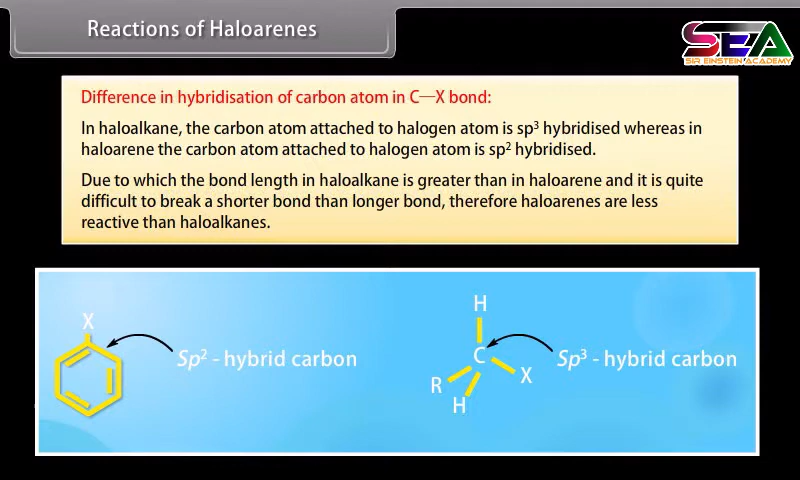 Reactions of Haloarenes
SEA
SIR EINSTEIN ACADEMY
Difference in hybridisation of carbon atom in C—X bond:
In haloalkane, the carbon atom attached to halogen atom is sp³ hybridised whereas in
haloarene the carbon atom attached to halogen atom is sp² hybridised.
Due to which the bond length in haloalkane is greater than in haloarene and it is quite
difficult to break a shorter bond than longer bond, therefore haloarenes are less
reactive than haloalkanes.
X
Sp² - hybrid carbon
H
C
Sp³ - hybrid carbon
R
X
H